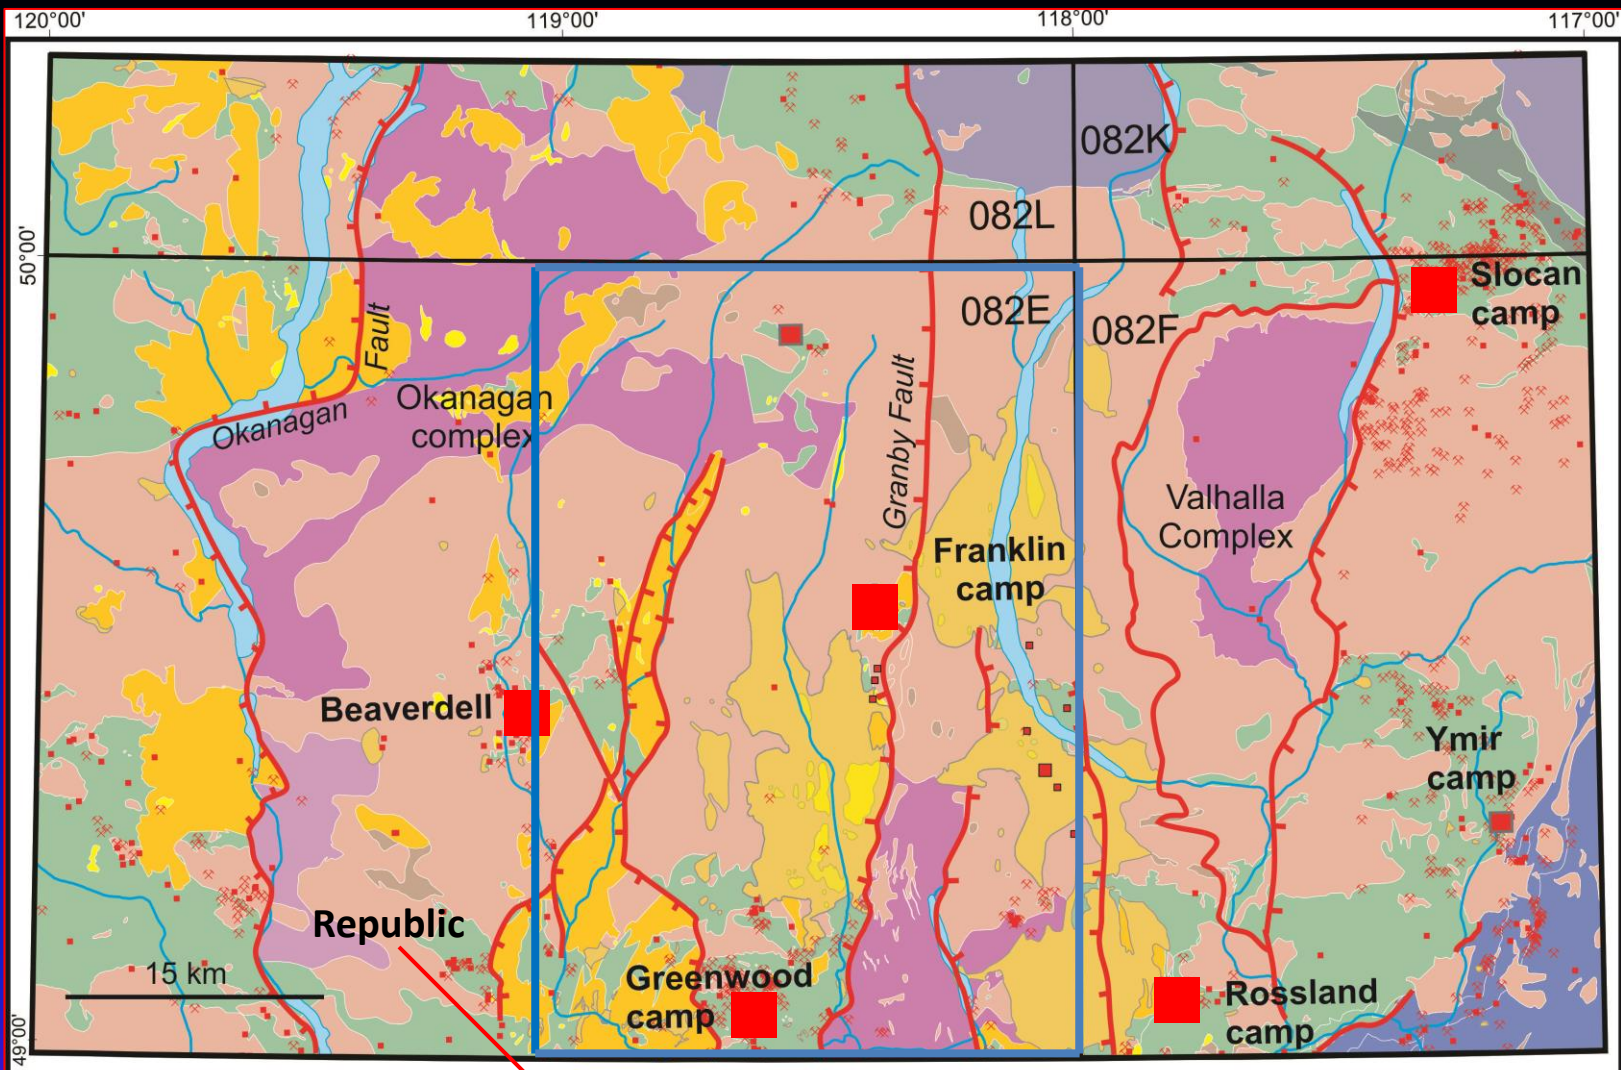 120°00'
119°00'
118°00'
117°00'
082K
082L
50°00'
Slocan
camp
082E
082F
Fault
Okanagan
complex
Okanagan
Granby Fault
Valhalla
Complex
Franklin
camp
Beaverdell
Ymir
camp
Republic
15 km
Greenwood
camp
Rossland
camp
49°00'